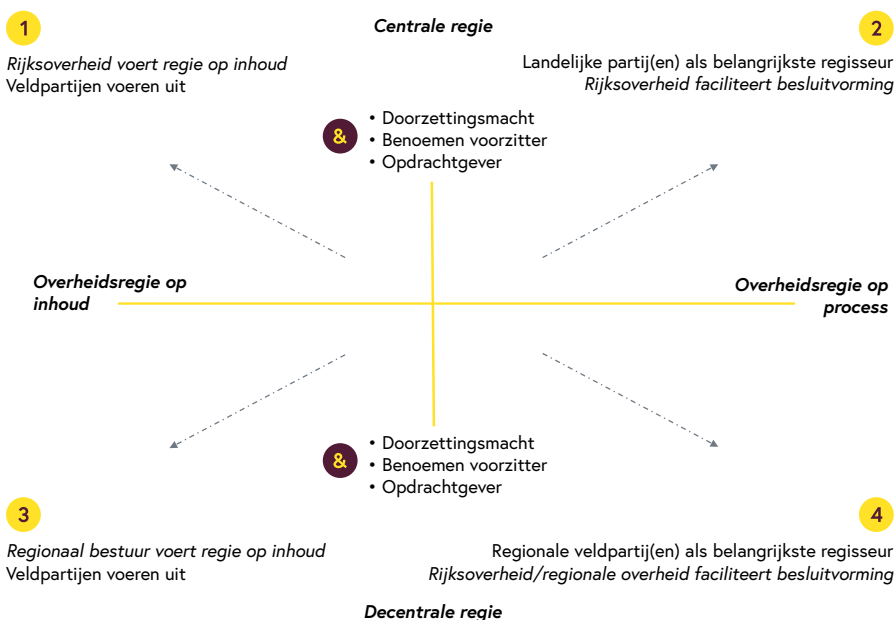 1
Centrale regie
2
Rijksoverheid voert regie op inhoud
Veldpartijen voeren uit
Landelijke partij(en) als belangrijkste regisseur
Rijksoverheid faciliteert besluitvorming
&
• Doorzettingsmacht
• Benoemen voorzitter
• Opdrachtgever
Overheidsregie op
inhoud
Overheidsregie op
process
&
• Doorzettingsmacht
• Benoemen voorzitter
• Opdrachtgever
3
4
Regionaal bestuur voert regie op inhoud
Veldpartijen voeren uit
Regionale veldpartij(en) als belangrijkste regisseur
Rijksoverheid/regionale overheid faciliteert besluitvorming
Decentrale regie